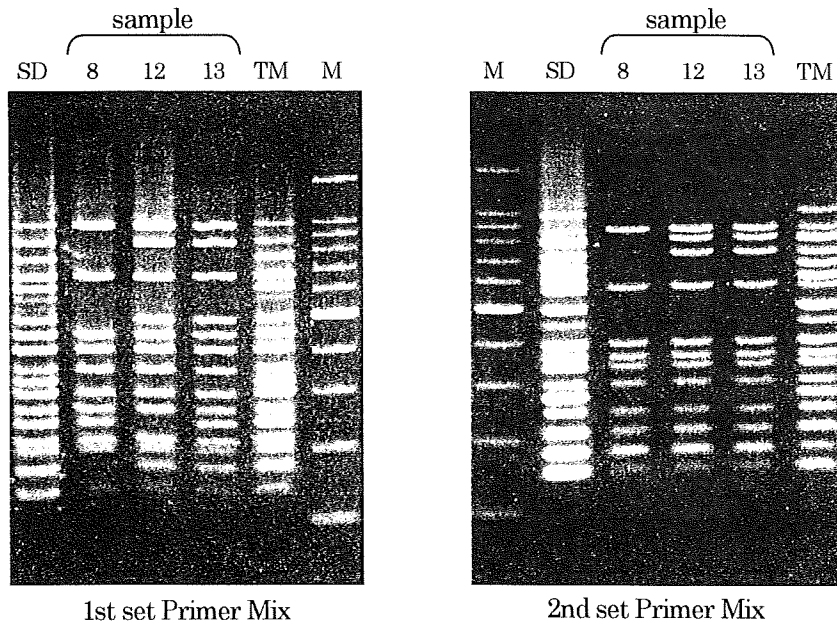 sample
SD 8 12 13 TM M
1st set Primer Mix
sample
M SD 8 12 13 TM
2nd set Primer Mix